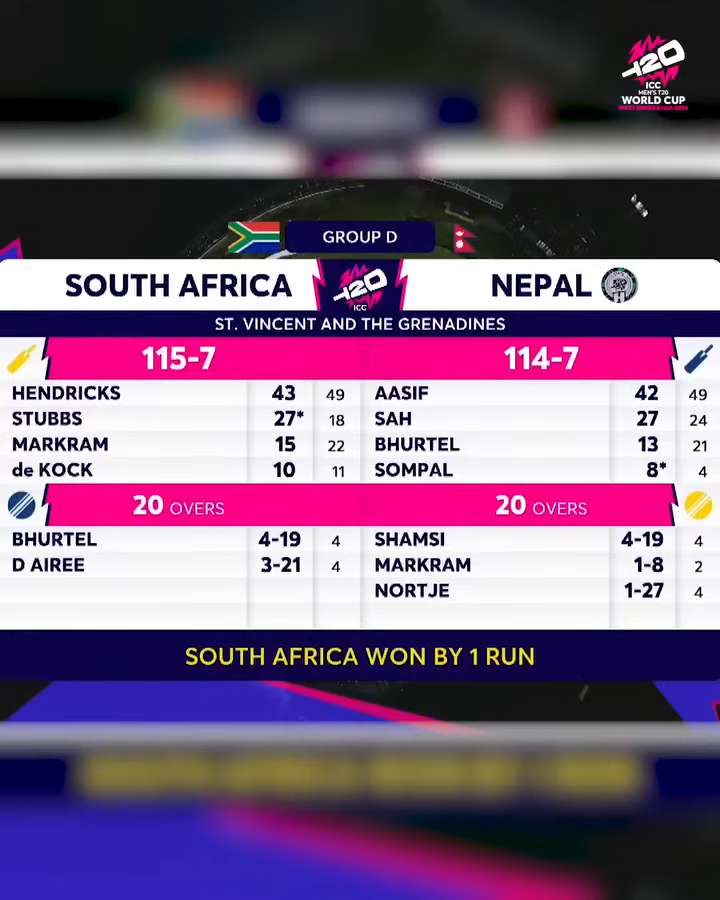 T20
ICC
MEN'S T20
WORLD CUP
WEST INDIES & USA 2024
GROUP D
SOUTH AFRICA
T20
ICC
NEPAL
ST. VINCENT AND THE GRENADINES
115-7 114-7
HENDRICKS 43 49 AASIF 42 49
STUBBS 27* 18 SAH 27 24
MARKRAM 15 22 BHURTEL 13 21
de KOCK 10 11 SOMPAL 8* 4
20 OVERS 20 OVERS
BHURTEL 4-19 4 SHAMSI 4-19 4
D AIREE 3-21 4 MARKRAM 1-8 2
NORTJE 1-27 4
SOUTH AFRICA WON BY 1 RUN